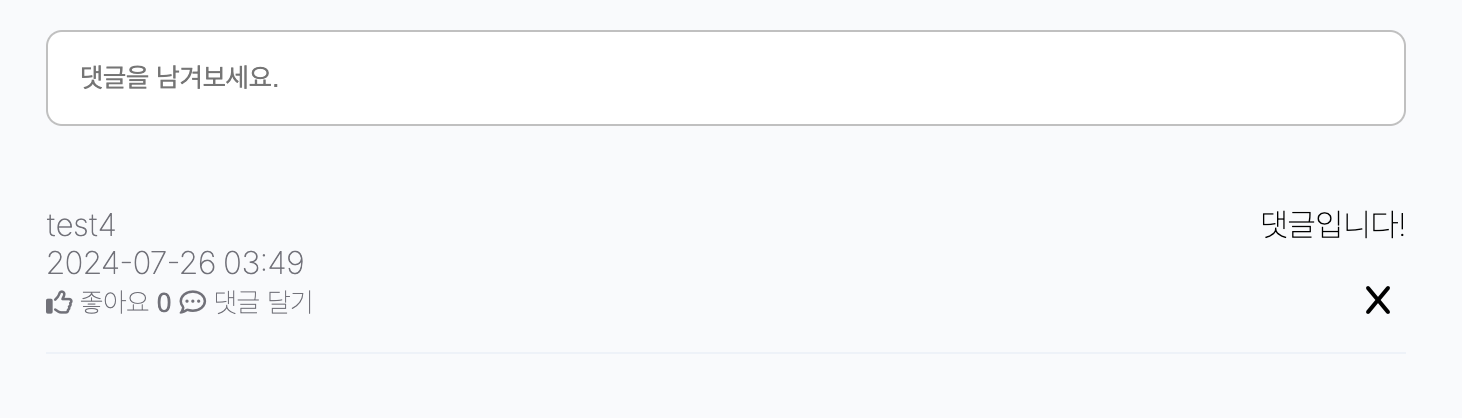 댓글을 남겨보세요.
test4
댓글입니다!
2024-07-26 03:49
좋아요 0 댓글 달기
X